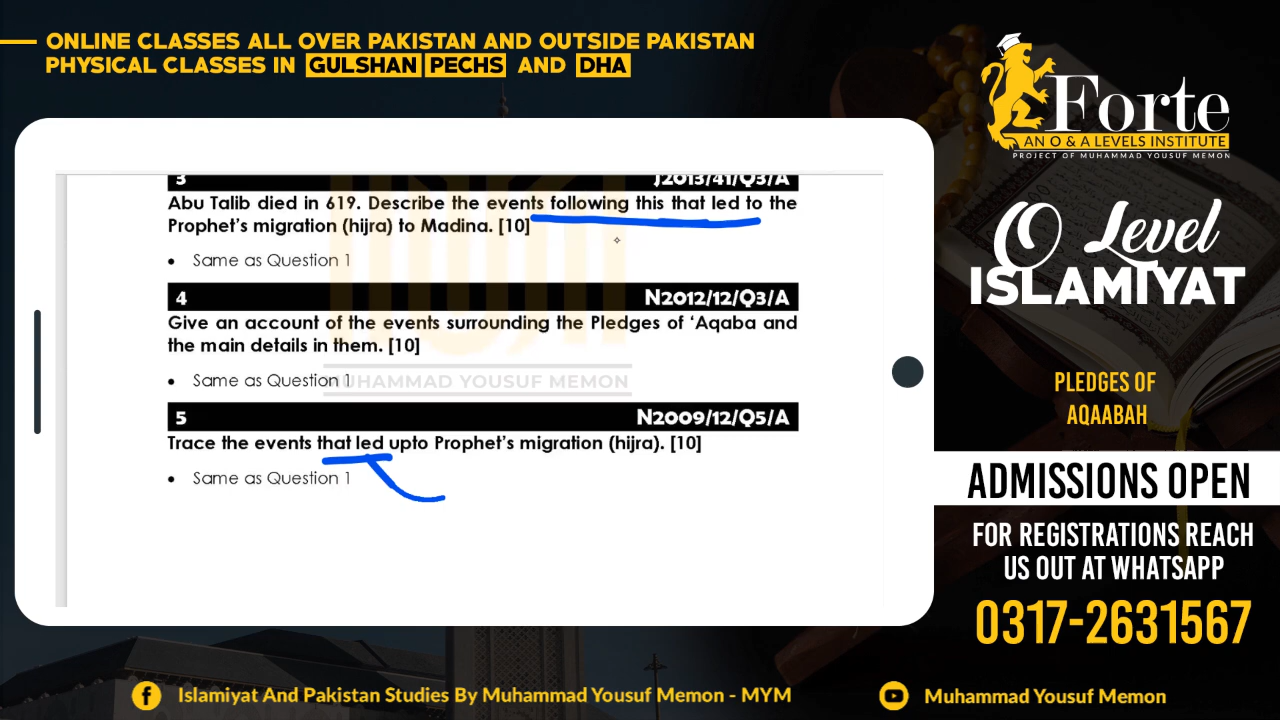 ONLINE CLASSES ALL OVER PAKISTAN AND OUTSIDE PAKISTAN
PHYSICAL CLASSES IN GULSHAN PECHS AND DHA
Forte
AN O & A LEVELS INSTITUTE
PROJECT OF MUHAMMAD YOUSUF MEMON
O Level
ISLAMIYAT
PLEDGES OF
AQAABAH
ADMISSIONS OPEN
FOR REGISTRATIONS REACH
US OUT AT WHATSAPP
0317-2631567
3 J2013/41/Q3/A
Abu Talib died in 619. Describe the events following this that led to the
Prophet's migration (hijra) to Madina. [10]
• Same as Question 1
4 N2012/12/Q3/A
Give an account of the events surrounding the Pledges of ‘Aqaba and
the main details in them. [10]
• Same as Question 1
MUHAMMAD YOUSUF MEMON
5 N2009/12/Q5/A
Trace the events that led upto Prophet's migration (hijra). [10]
• Same as Question 1
Islamiyat And Pakistan Studies By Muhammad Yousuf Memon - MYM
Muhammad Yousuf Memon